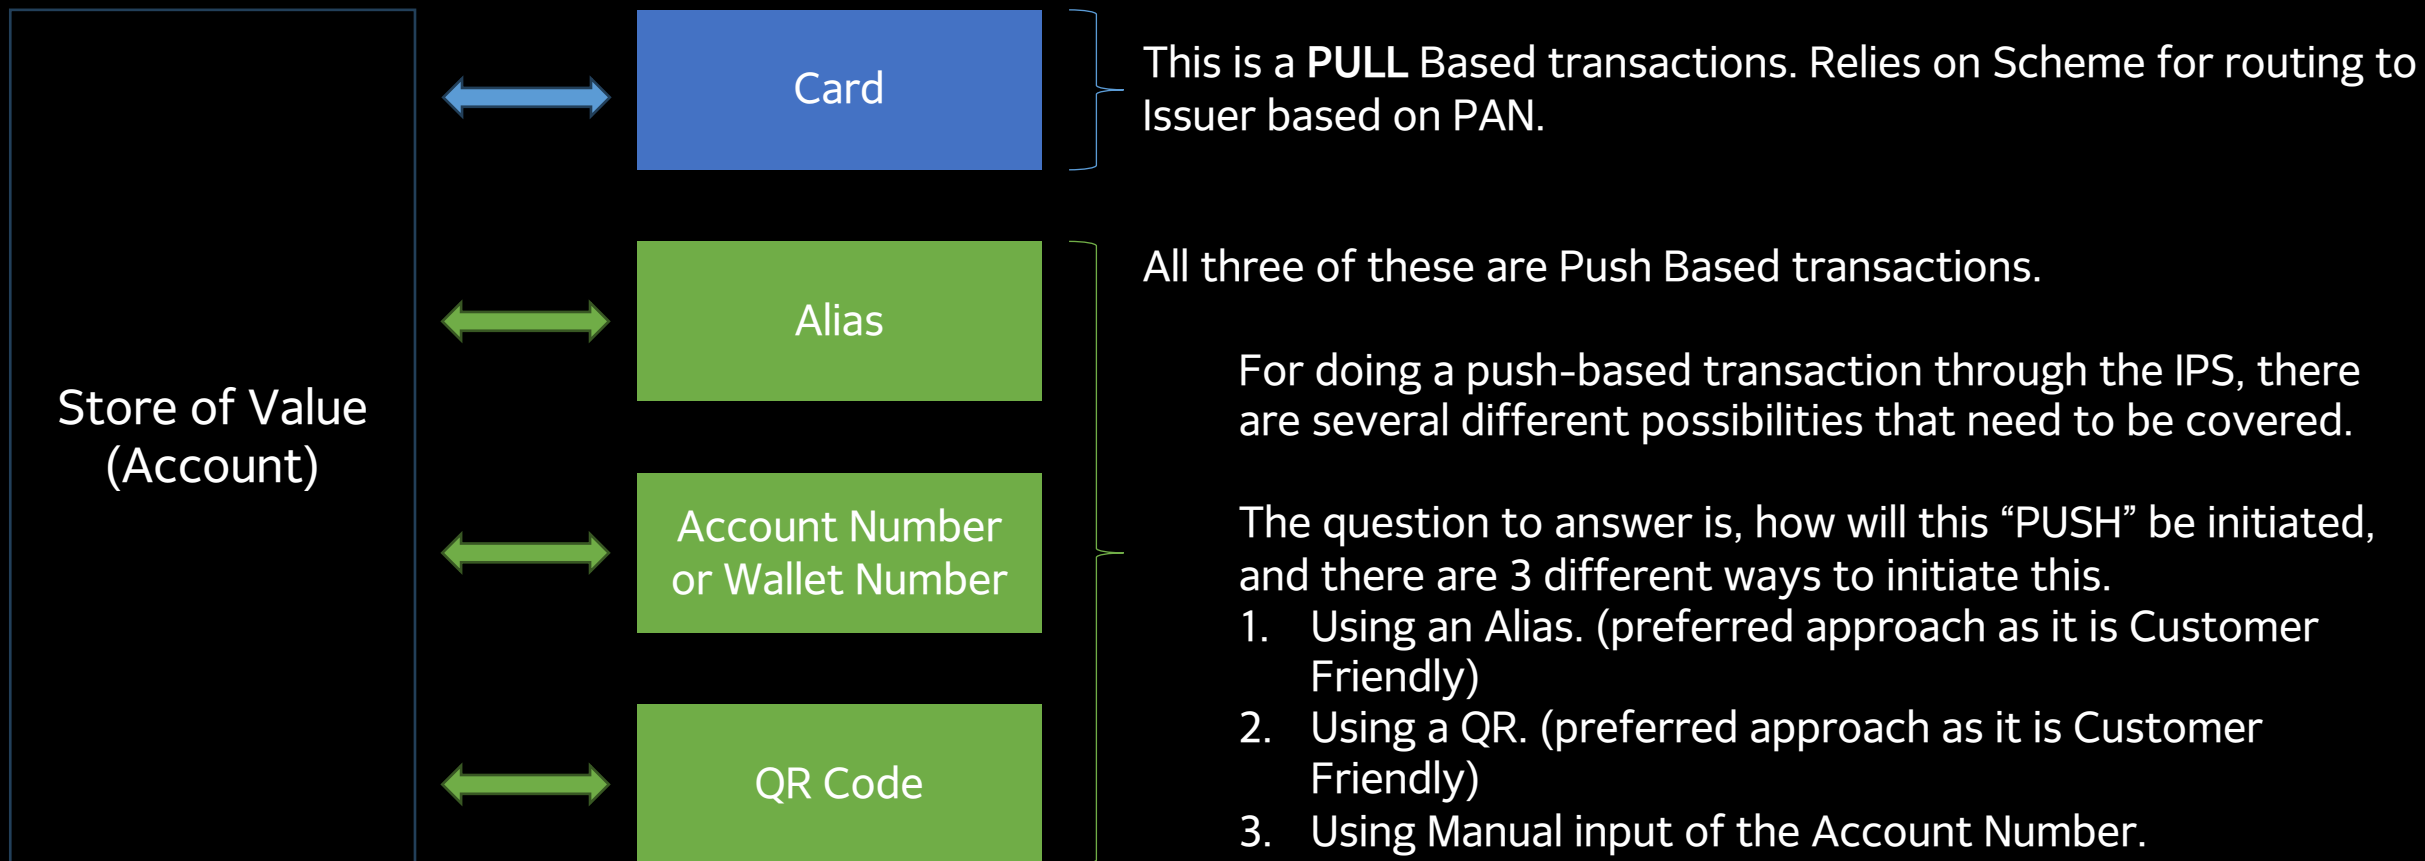 Store of Value
(Account)
Card
Alias
Account Number
or Wallet Number
QR Code
This is a PULL Based transactions. Relies on Scheme for routing to
Issuer based on PAN.
All three of these are Push Based transactions.
For doing a push-based transaction through the IPS, there
are several different possibilities that need to be covered.
The question to answer is, how will this “PUSH” be initiated,
and there are 3 different ways to initiate this.
1. Using an Alias. (preferred approach as it is Customer
Friendly)
2. Using a QR. (preferred approach as it is Customer
Friendly)
3. Using Manual input of the Account Number.